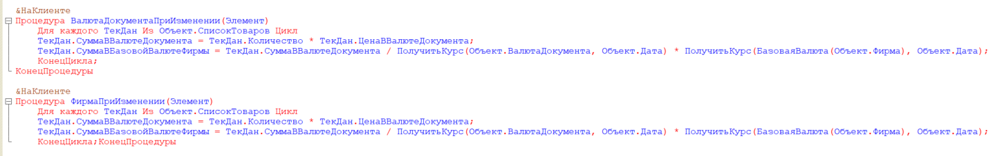 &НаКлиенте
Процедура ВалютаДокументаПриИзменении(Элемент)
Для каждого ТекДан Из Объект.СписокТоваров Цикл
ТекДан.СуммаВВалютеДокумента = ТекДан.Количество * ТекДан.ЦенаВВалютеДокумента;
ТекДан.СуммаВБазовойВалютеФирмы = ТекДан.СуммаВВалютеДокумента / ПолучитьКурс(Объект.ВалютаДокумента, Объект.Дата) * ПолучитьКурс(БазоваяВалюта(Объект.Фирма), Объект.Дата);
КонецЦикла;
КонецПроцедуры
&НаКлиенте
Процедура ФирмаПриИзменении(Элемент)
Для каждого ТекДан Из Объект.СписокТоваров Цикл
ТекДан.СуммаВВалютеДокумента = ТекДан.Количество * ТекДан.ЦенаВВалютеДокумента;
ТекДан.СуммаВБазовойВалютеФирмы = ТекДан.СуммаВВалютеДокумента / ПолучитьКурс(Объект.ВалютаДокумента, Объект.Дата) * ПолучитьКурс(БазоваяВалюта(Объект.Фирма), Объект.Дата);
КонецЦикла;КонецПроцедуры